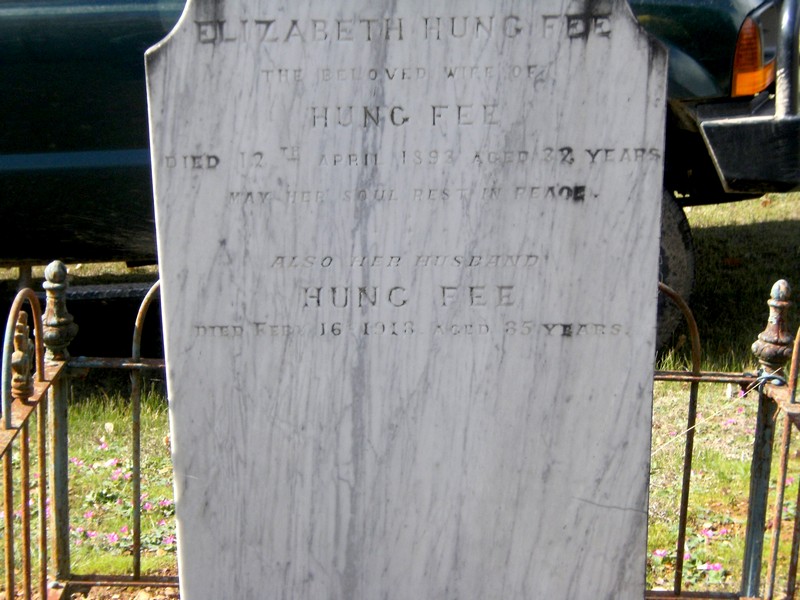 ELIZABETH HUNG FEE
THE BELOVED WIFE OF
HUNG FEE
DIED 12TH APRIL 1893 AGED 32 YEARS
MAY HER SOUL REST IN PEACE.
ALSO HER HUSBAND
HUNG FEE
DIED FEBY 16 1918 AGED 85 YEARS.